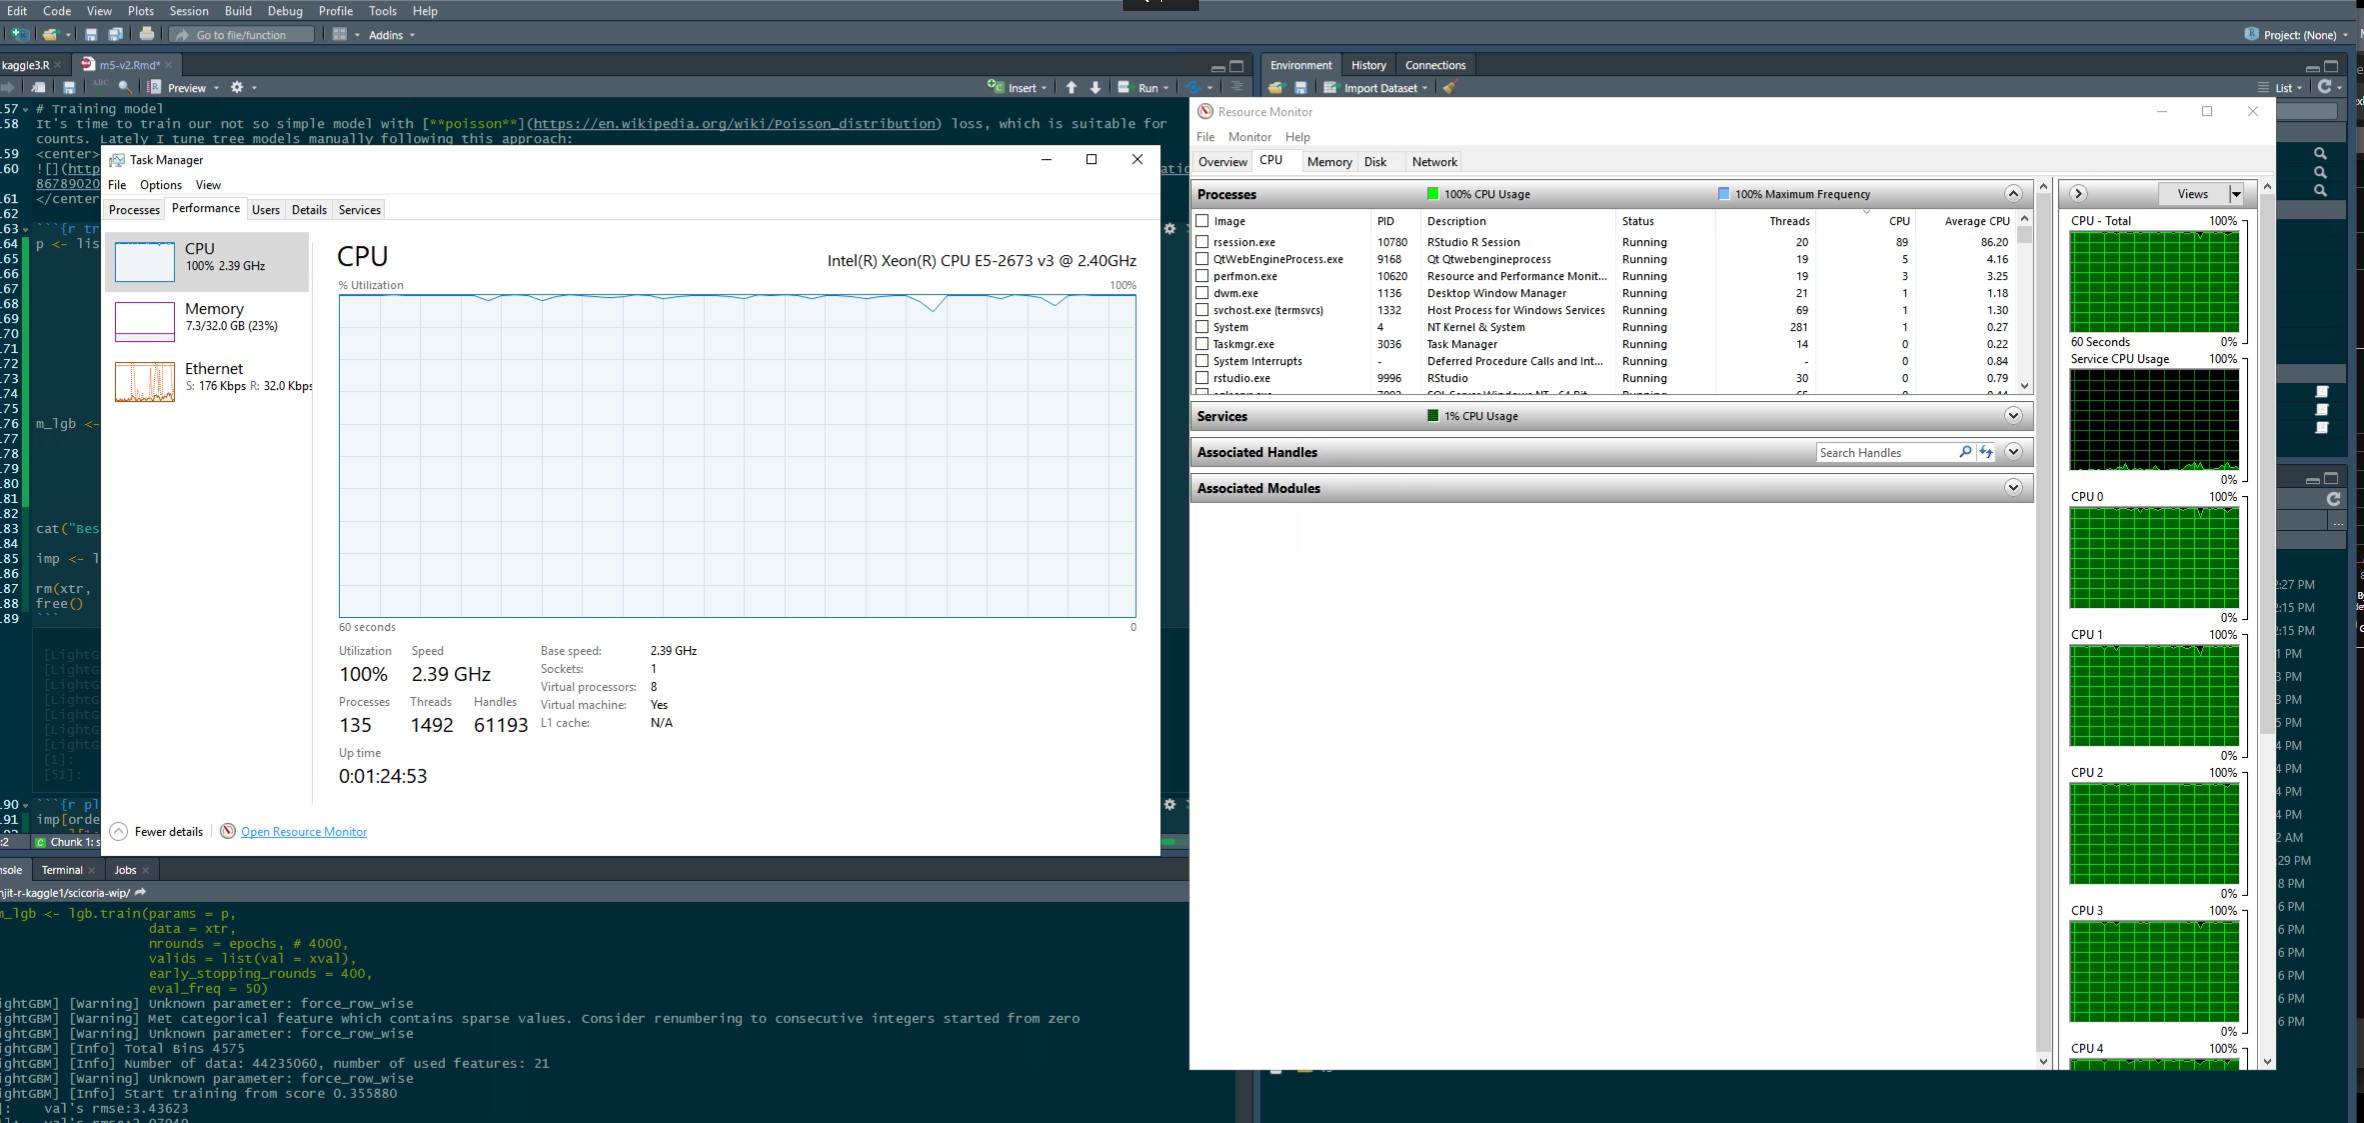 Edit Code View Plots Session Build Debug Profile Tools Help
Go to file/function
Addins
Project: (None)
kaggle3.R
m5-v2.Rmd*
Preview
Insert
Run
57 # Training model
58 It's time to train our not so simple model with [**poisson**](https://en.wikipedia.org/wiki/Poisson_distribution) loss, which is suitable for
counts. Lately I tune tree models manually following this approach:
59 <center>
60 ![](http
86789020
61 </center
62
63 ```{r tr
64 p <- lis
65
66
67
68
69
70
71
72
73
74
75
76 m_lgb <-
77
78
79
80
81
82
83 cat("Bes
84
85 imp <- l
86
87 rm(xtr,
88 free()
89 ```
[LightG
[LightG
[LightG
[LightG
[LightG
[LightG
[LightG
[1]:
[51]:
90 ```{r pl
91 imp[orde
:2
Chunk 1: s
Task Manager
File Options View
Processes Performance Users Details Services
CPU
100% 2.39 GHz
Memory
7.3/32.0 GB (23%)
Ethernet
S: 176 Kbps R: 32.0 Kbps
CPU
Intel(R) Xeon(R) CPU E5-2673 v3 @ 2.40GHz
% Utilization 100%
60 seconds 0
Utilization Speed
100% 2.39 GHz
Processes Threads Handles
135 1492 61193
Up time
0:01:24:53
Base speed: 2.39 GHz
Sockets: 1
Virtual processors: 8
Virtual machine: Yes
L1 cache: N/A
Fewer details
Open Resource Monitor
Terminal
Jobs
njit-r-kaggle1/scicoria-wip/
m_lgb <- lgb.train(params = p,
data = xtr,
nrounds = epochs, # 4000,
valids = list(val = xval),
early_stopping_rounds = 400,
eval_freq = 50)
ightGBM] [Warning] Unknown parameter: force_row_wise
ightGBM] [Warning] Met categorical feature which contains sparse values. Consider renumbering to consecutive integers started from zero
ightGBM] [Warning] Unknown parameter: force_row_wise
ightGBM] [Info] Total Bins 4575
ightGBM] [Info] Number of data: 44235060, number of used features: 21
ightGBM] [Warning] Unknown parameter: force_row_wise
ightGBM] [Info] Start training from score 0.355880
]: val's rmse:3.43623
Environment History Connections
Import Dataset
List
Resource Monitor
File Monitor Help
Overview CPU Memory Disk Network
Processes 100% CPU Usage 100% Maximum Frequency
Image PID Description Status Threads CPU Average CPU
rsession.exe 10780 RStudio R Session Running 20 89 86.20
QtWebEngineProcess.exe 9168 Qt Qtwebengineprocess Running 19 5 4.16
perfmon.exe 10620 Resource and Performance Monit... Running 19 3 3.25
dwm.exe 1136 Desktop Window Manager Running 21 1 1.18
svchost.exe (termsvcs) 1332 Host Process for Windows Services Running 69 1 1.30
System 4 NT Kernel & System Running 281 1 0.27
Taskmgr.exe 3036 Task Manager Running 14 0 0.22
System Interrupts - Deferred Procedure Calls and Int... Running - 0 0.84
rstudio.exe 9996 RStudio Running 30 0 0.79
Services 1% CPU Usage
Associated Handles Search Handles
Associated Modules
Views
CPU - Total 100%
60 Seconds 0%
Service CPU Usage 100%
0%
CPU 0 100%
0%
CPU 1 100%
0%
CPU 2 100%
0%
CPU 3 100%
0%
CPU 4 100%
:27 PM
:15 PM
:15 PM
1 PM
3 PM
3 PM
5 PM
4 PM
4 PM
4 PM
4 PM
2 AM
29 PM
8 PM
6 PM
6 PM
6 PM
6 PM
6 PM
6 PM